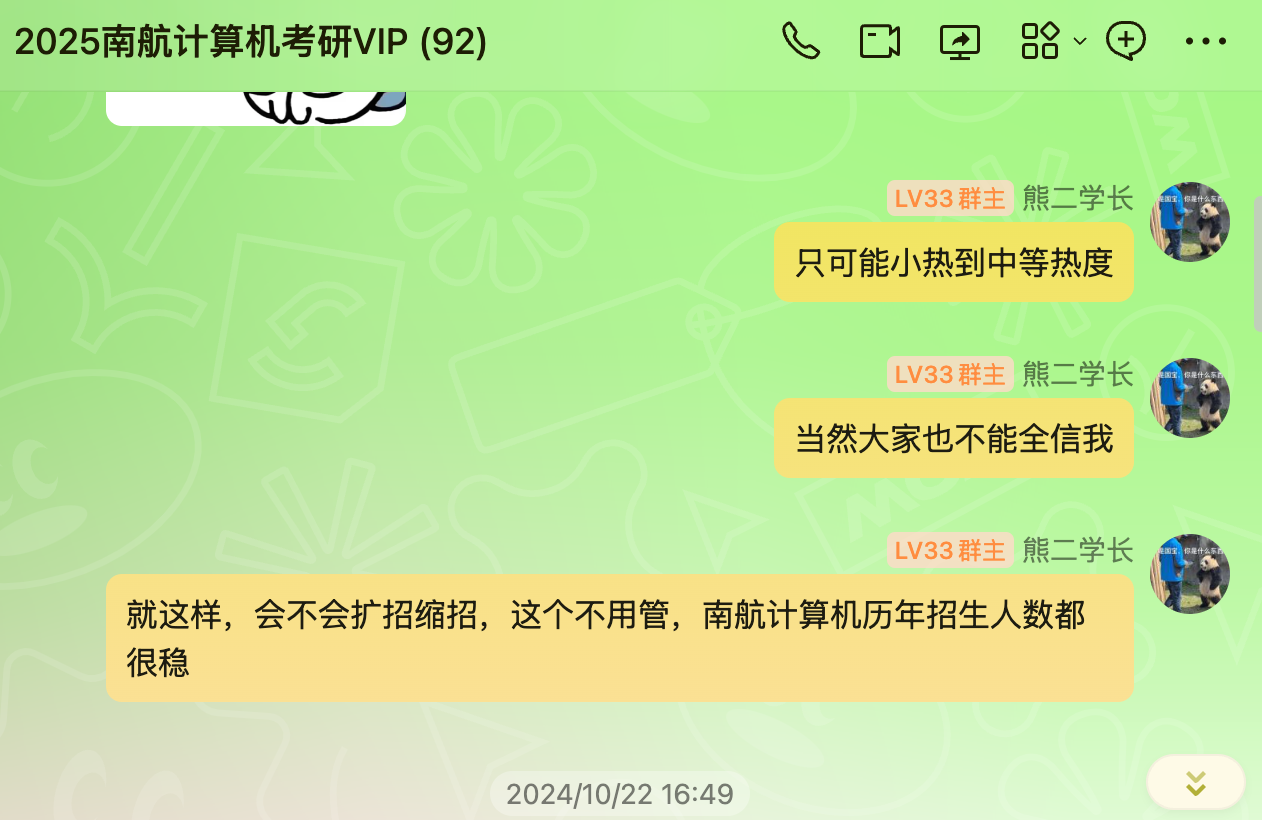 2025南航计算机考研VIP (92)
LV33 群主 熊二学长
只可能小热到中等热度
LV33 群主 熊二学长
当然大家也不能全信我
LV33 群主 熊二学长
就这样，会不会扩招缩招，这个不用管，南航计算机历年招生人数都
很稳
2024/10/22 16:49